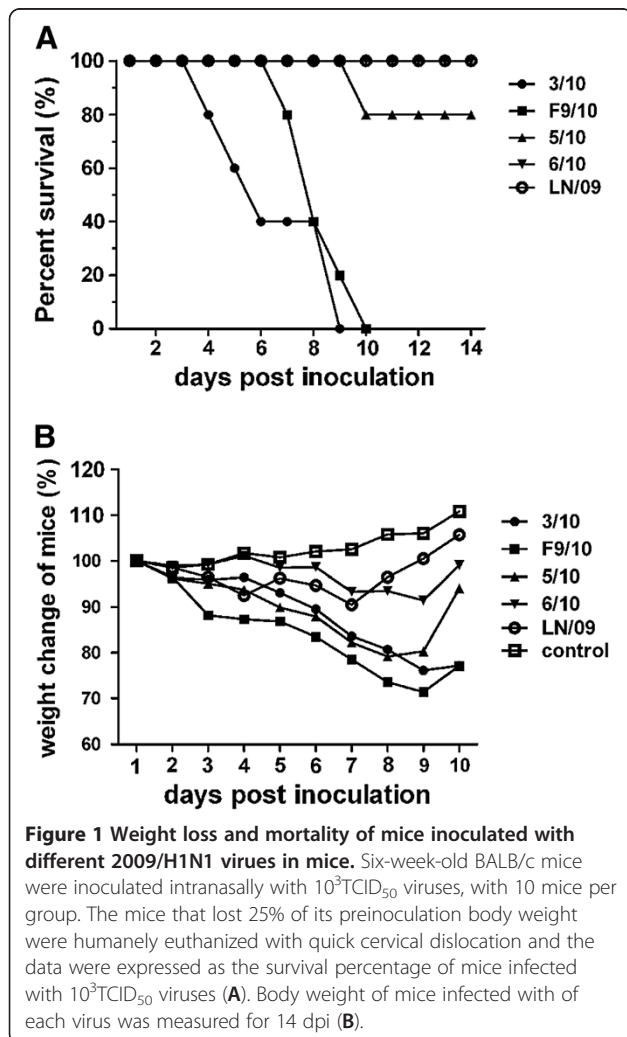 A
Percent survival (%)
100
80
60
40
20
0
2 4 6 8 10 12 14
days post inoculation
3/10
F9/10
5/10
6/10
LN/09
B
weight change of mice (%)
120
110
100
90
80
70
60
1 2 3 4 5 6 7 8 9 10
days post inoculation
3/10
F9/10
5/10
6/10
LN/09
control
Figure 1 Weight loss and mortality of mice inoculated with
different 2009/H1N1 virues in mice. Six-week-old BALB/c mice
were inoculated intranasally with 10³TCID₅₀ viruses, with 10 mice per
group. The mice that lost 25% of its preinoculation body weight
were humanely euthanized with quick cervical dislocation and the
data were expressed as the survival percentage of mice infected
with 10³TCID₅₀ viruses (A). Body weight of mice infected with of
each virus was measured for 14 dpi (B).